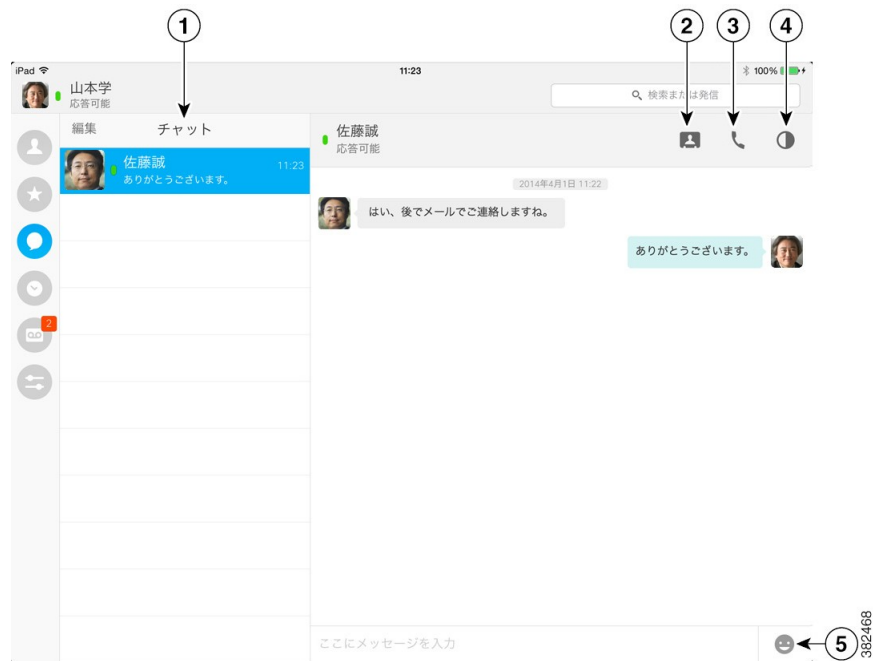 1
2
3
4
iPad
11:23
100%
山本学
応答可能
検索または発信
編集
チャット
佐藤誠
11:23
ありがとうございます。
2
佐藤誠
応答可能
2014年4月1日 11:22
はい、後でメールでご連絡しますね。
ありがとうございます。
ここにメッセージを入力
5
382468